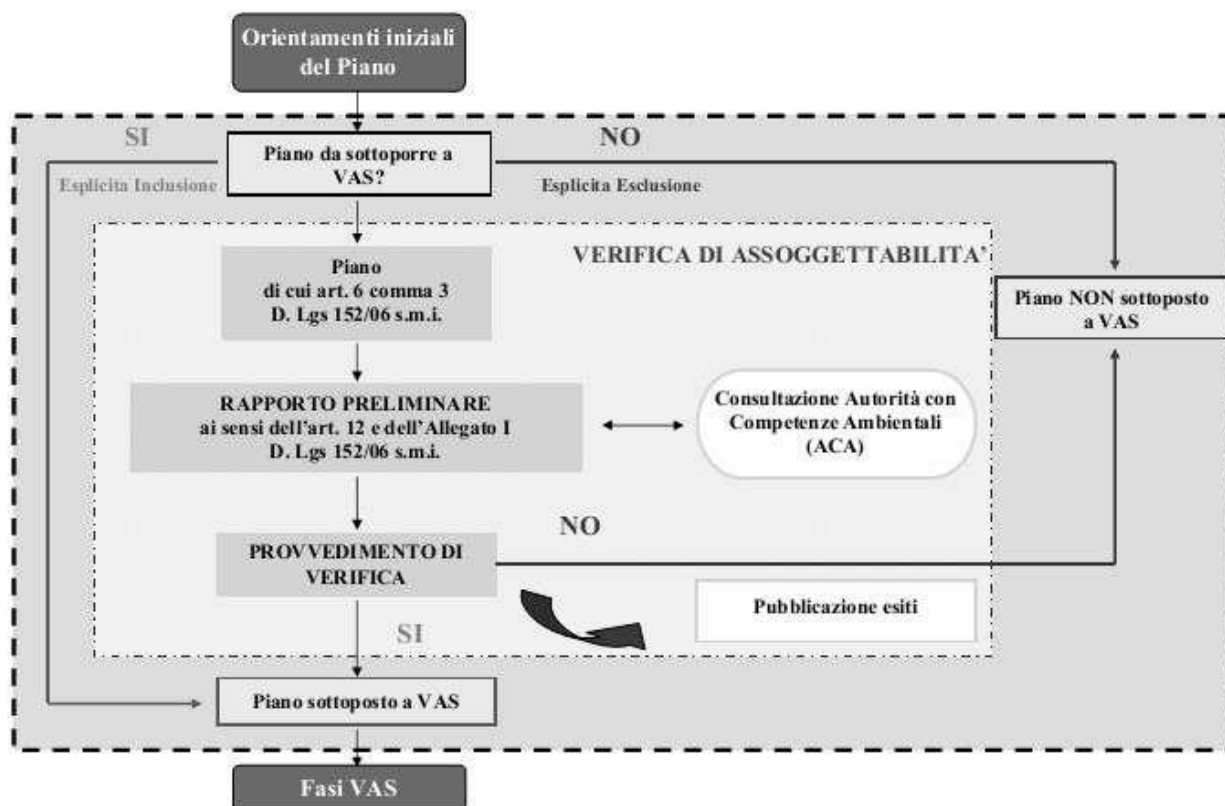 Orientamenti iniziali
del Piano
SI
NO
Piano da sottoporre a
VAS?
Esplicita Inclusione
Esplicita Esclusione
VERIFICA DI ASSOGGETTABILITA'
Piano
di cui art. 6 comma 3
D. Lgs 152/06 s.m.i.
Piano NON sottoposto
a VAS
RAPPORTO PRELIMINARE
ai sensi dell'art. 12 e dell'Allegato I
D. Lgs 152/06 s.m.i.
Consultazione Autorità con
Competenze Ambientali
(ACA)
NO
PROVVEDIMENTO DI
VERIFICA
Pubblicazione esiti
SI
Piano sottoposto a VAS
Fasi VAS